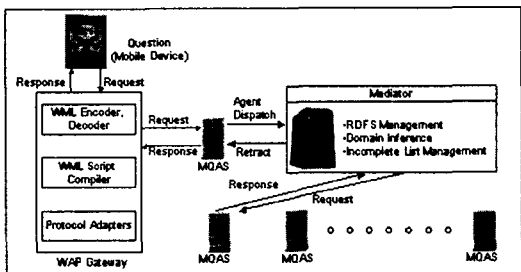 Question
(Mobile Device)
Response
Request
WML Encoder,
Decoder
WML Script
Compiler
Protocol Adapters
WAP Gateway
Request
Response
MQAS
Agent
Dispatch
Retract
Mediator
-RDFS Management
-Domain Inference
-Incomplete List Management
Response
Request
MQAS
MQAS
MQAS